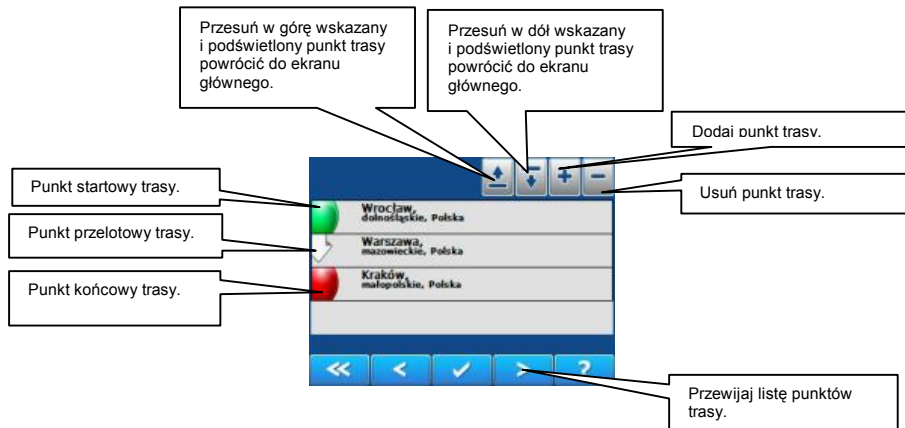 Przesuń w górę wskazany
i podświetlony punkt trasy
powrócić do ekranu
głównego.
Przesuń w dół wskazany
i podświetlony punkt trasy
powrócić do ekranu
głównego.
Dodaj punkt trasy.
Usuń punkt trasy.
Punkt startowy trasy.
Punkt przelotowy trasy.
Punkt końcowy trasy.
Wrocław,
dolnośląskie, Polska
Warszawa,
mazowieckie, Polska
Kraków,
małopolskie, Polska
?
Przewijaj listę punktów
trasy.